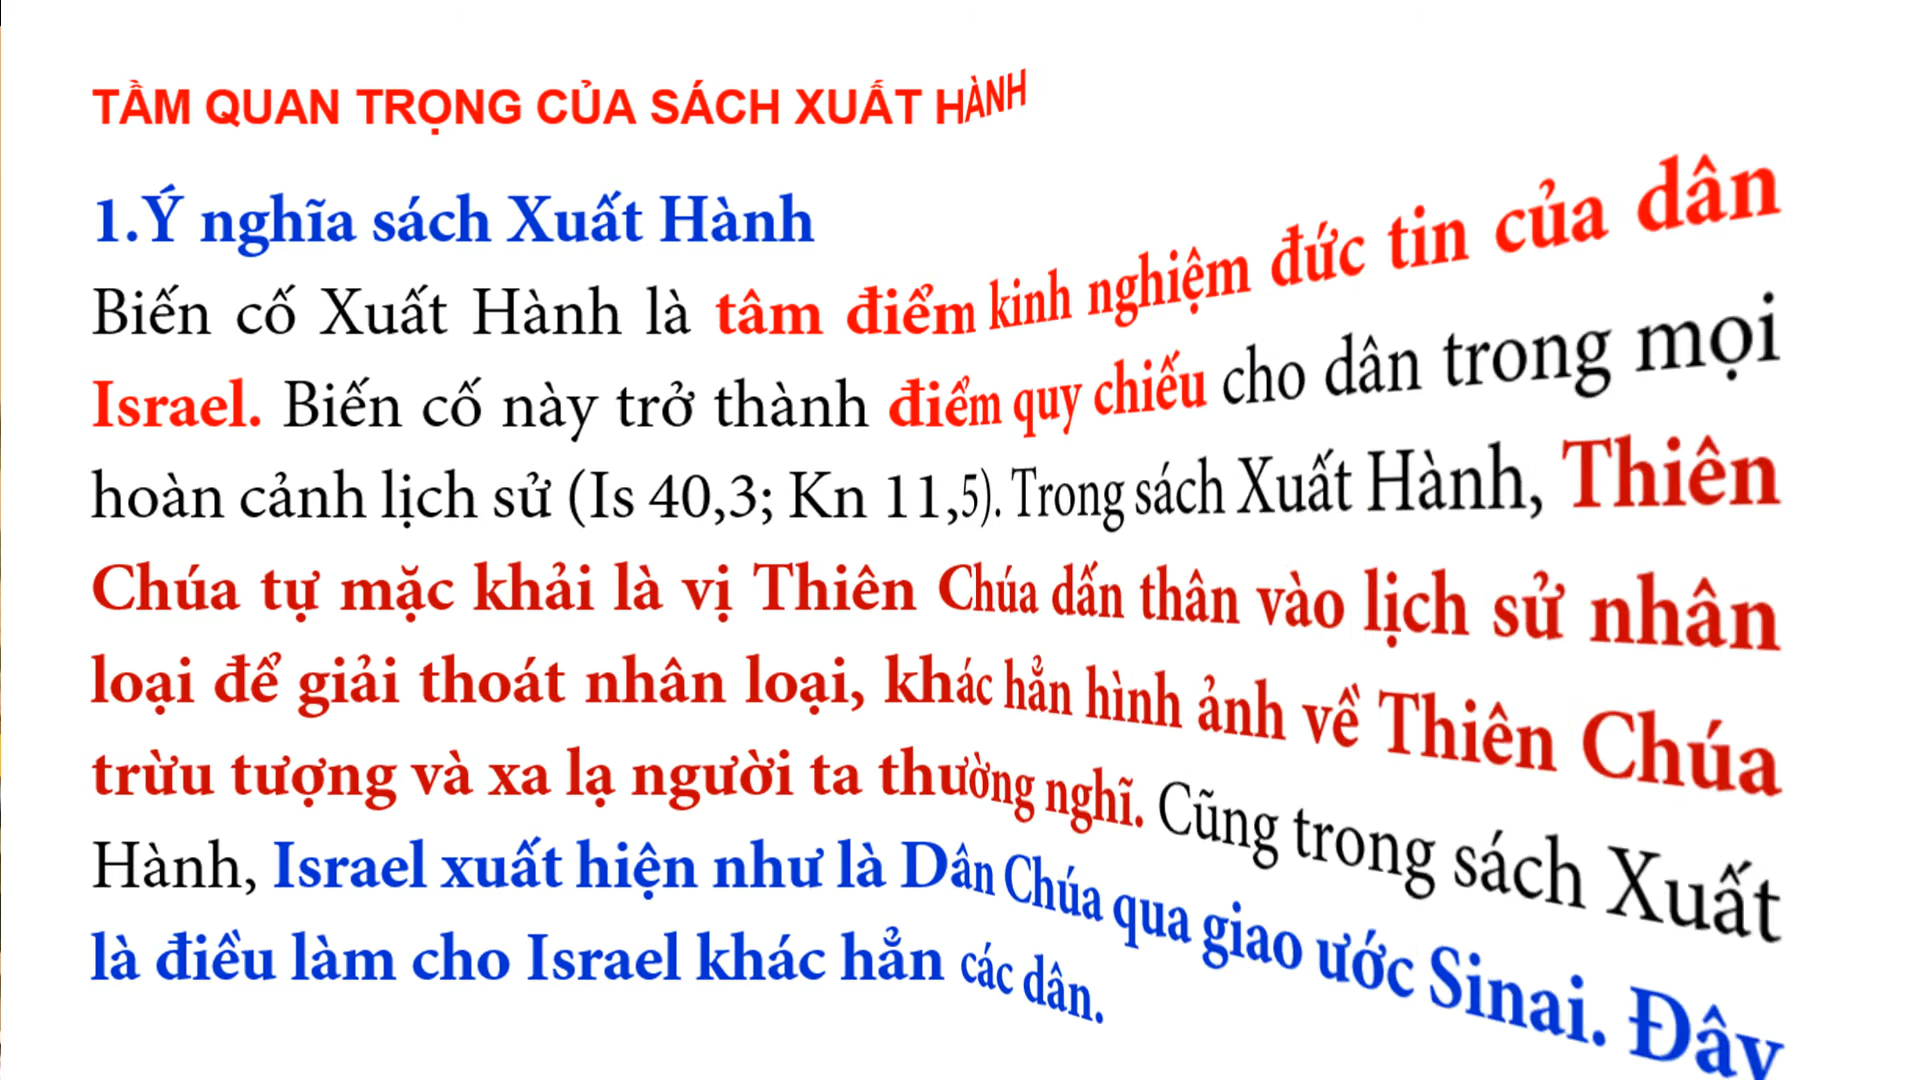 TẦM QUAN TRỌNG CỦA SÁCH XUẤT HÀNH
1.Ý nghĩa sách Xuất Hành
Biến cố Xuất Hành là tâm điểm kinh nghiệm đức tin của dân
Israel. Biến cố này trở thành điểm quy chiếu cho dân trong mọi
hoàn cảnh lịch sử (Is 40,3; Kn 11,5). Trong sách Xuất Hành, Thiên
Chúa tự mặc khải là vị Thiên Chúa dấn thân vào lịch sử nhân
loại để giải thoát nhân loại, khác hẳn hình ảnh về Thiên Chúa
trừu tượng và xa lạ người ta thường nghĩ. Cũng trong sách Xuất
Hành, Israel xuất hiện như là Dân Chúa qua giao ước Sinai. Đây
là điều làm cho Israel khác hẳn các dân.